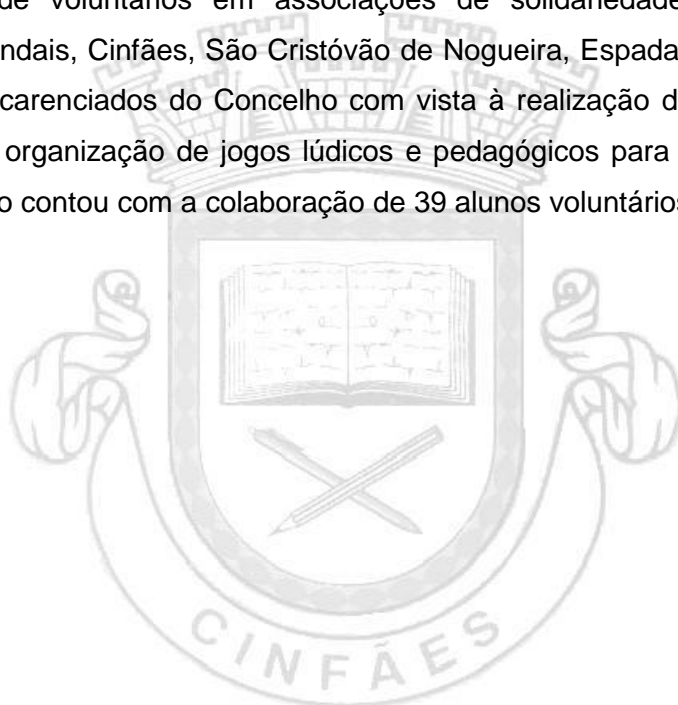 de voluntários em associações de solidariedade
ndais, Cinfães, São Cristóvão de Nogueira, Espada
carenciados do Concelho com vista à realização d
organização de jogos lúdicos e pedagógicos para
o contou com a colaboração de 39 alunos voluntários
CINFÃES